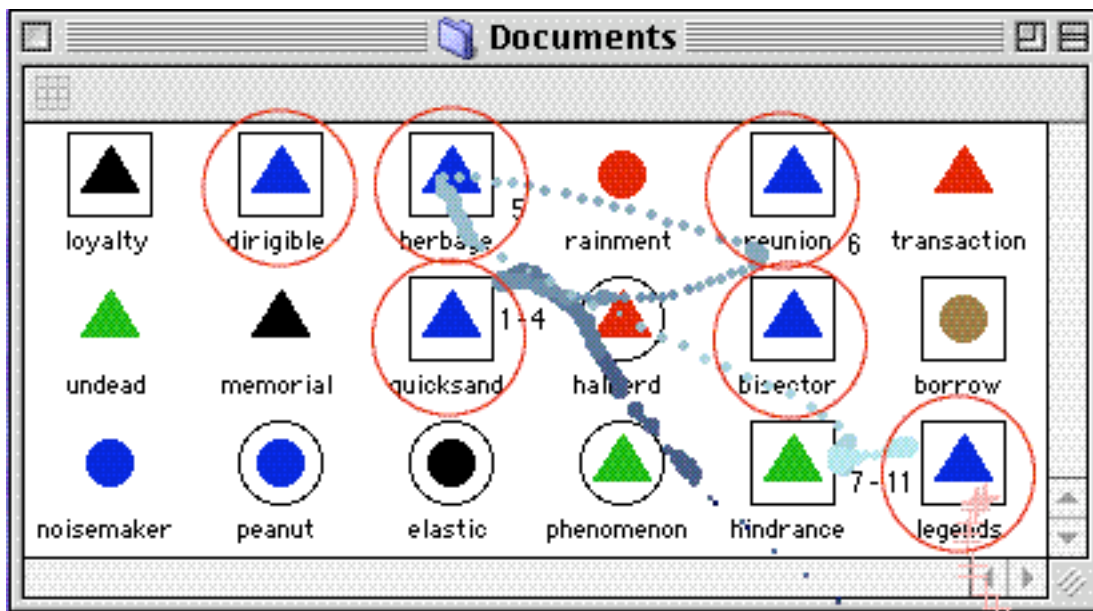 Documents
loyalty dirigible herbage rainment reunion transaction
5 6
undead memorial quicksand halberd bisector borrow
1-4
noisemaker peanut elastic phenomenon hindrance legends
7-11